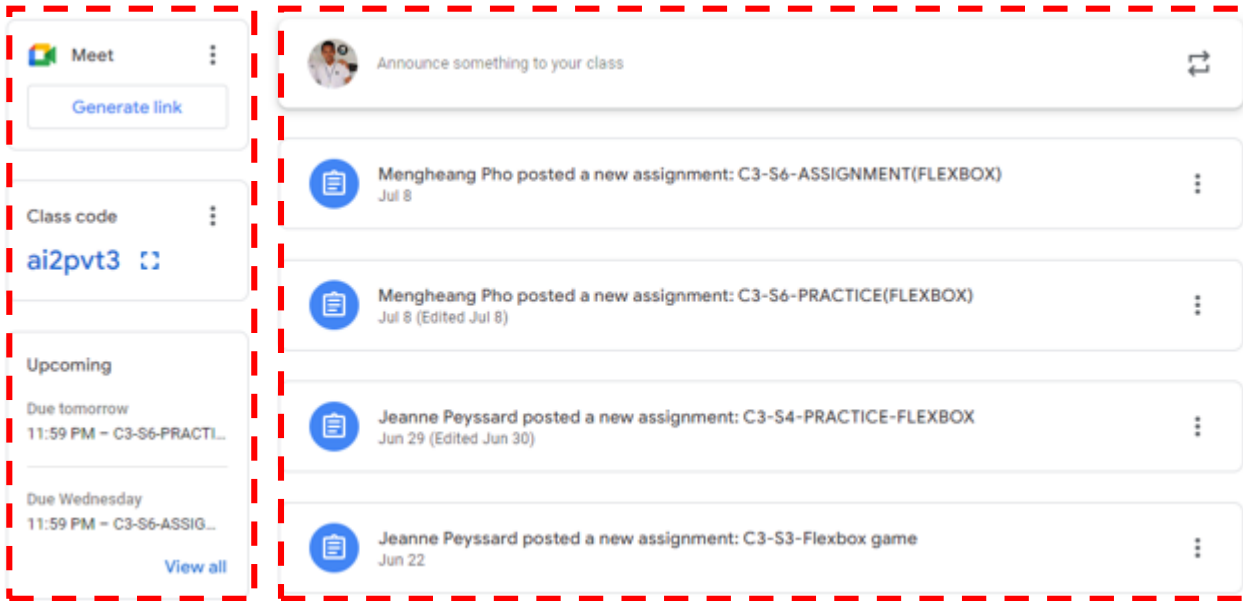 Meet
Generate link
Class code
ai2pvt3
Upcoming
Due tomorrow
11:59 PM – C3-S6-PRACTI...
Due Wednesday
11:59 PM – C3-S6-ASSIG...
View all
Announce something to your class
Mengheang Pho posted a new assignment: C3-S6-ASSIGNMENT(FLEXBOX)
Jul 8
Mengheang Pho posted a new assignment: C3-S6-PRACTICE(FLEXBOX)
Jul 8 (Edited Jul 8)
Jeanne Peyssard posted a new assignment: C3-S4-PRACTICE-FLEXBOX
Jun 29 (Edited Jun 30)
Jeanne Peyssard posted a new assignment: C3-S3-Flexbox game
Jun 22